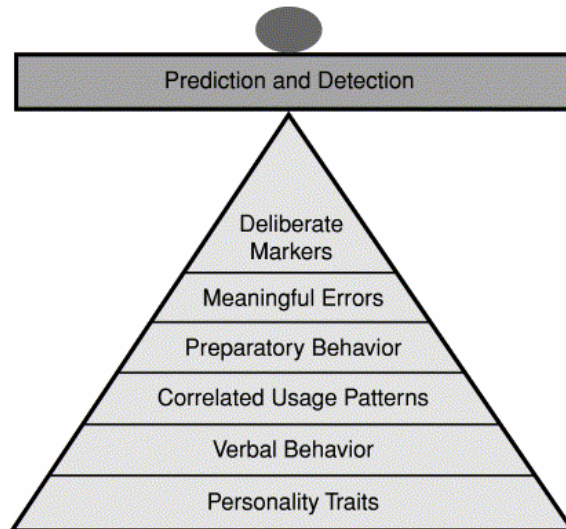 Prediction and Detection
Deliberate
Markers
Meaningful Errors
Preparatory Behavior
Correlated Usage Patterns
Verbal Behavior
Personality Traits